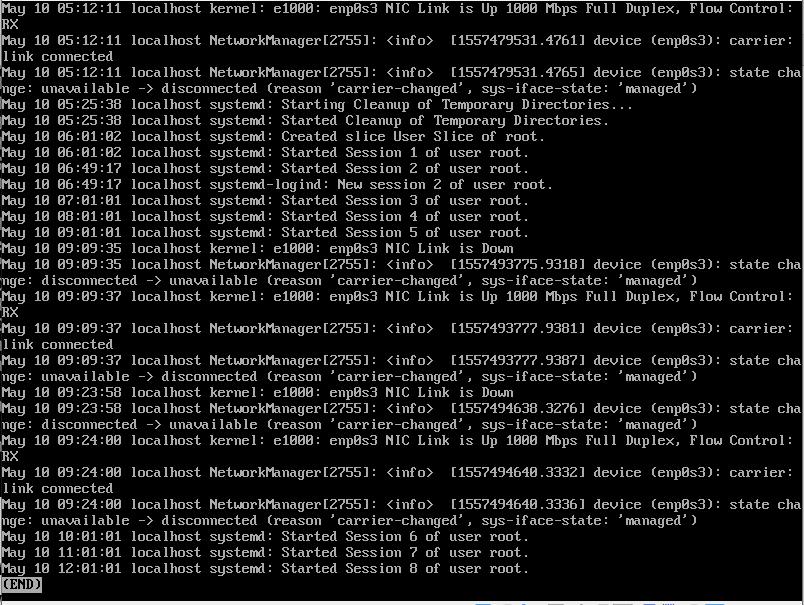 May 10 05:12:11 localhost kernel: e1000: enp0s3 NIC Link is Up 1000 Mbps Full Duplex, Flow Control:
RX
May 10 05:12:11 localhost NetworkManager[2755]: <info>  [1557479531.4761] device (enp0s3): carrier:
link connected
May 10 05:12:11 localhost NetworkManager[2755]: <info>  [1557479531.4765] device (enp0s3): state cha
nge: unavailable -> disconnected (reason 'carrier-changed', sys-iface-state: 'managed')
May 10 05:25:38 localhost systemd: Starting Cleanup of Temporary Directories...
May 10 05:25:38 localhost systemd: Started Cleanup of Temporary Directories.
May 10 06:01:02 localhost systemd: Created slice User Slice of root.
May 10 06:01:02 localhost systemd: Started Session 1 of user root.
May 10 06:49:17 localhost systemd: Started Session 2 of user root.
May 10 06:49:17 localhost systemd-logind: New session 2 of user root.
May 10 07:01:01 localhost systemd: Started Session 3 of user root.
May 10 08:01:01 localhost systemd: Started Session 4 of user root.
May 10 09:01:01 localhost systemd: Started Session 5 of user root.
May 10 09:09:35 localhost kernel: e1000: enp0s3 NIC Link is Down
May 10 09:09:35 localhost NetworkManager[2755]: <info>  [1557493775.9318] device (enp0s3): state cha
nge: disconnected -> unavailable (reason 'carrier-changed', sys-iface-state: 'managed')
May 10 09:09:37 localhost kernel: e1000: enp0s3 NIC Link is Up 1000 Mbps Full Duplex, Flow Control:
RX
May 10 09:09:37 localhost NetworkManager[2755]: <info>  [1557493777.9381] device (enp0s3): carrier:
link connected
May 10 09:09:37 localhost NetworkManager[2755]: <info>  [1557493777.9387] device (enp0s3): state cha
nge: unavailable -> disconnected (reason 'carrier-changed', sys-iface-state: 'managed')
May 10 09:23:58 localhost kernel: e1000: enp0s3 NIC Link is Down
May 10 09:23:58 localhost NetworkManager[2755]: <info>  [1557494638.3276] device (enp0s3): state cha
nge: disconnected -> unavailable (reason 'carrier-changed', sys-iface-state: 'managed')
May 10 09:24:00 localhost kernel: e1000: enp0s3 NIC Link is Up 1000 Mbps Full Duplex, Flow Control:
RX
May 10 09:24:00 localhost NetworkManager[2755]: <info>  [1557494640.3332] device (enp0s3): carrier:
link connected
May 10 09:24:00 localhost NetworkManager[2755]: <info>  [1557494640.3336] device (enp0s3): state cha
nge: unavailable -> disconnected (reason 'carrier-changed', sys-iface-state: 'managed')
May 10 10:01:01 localhost systemd: Started Session 6 of user root.
May 10 11:01:01 localhost systemd: Started Session 7 of user root.
May 10 12:01:01 localhost systemd: Started Session 8 of user root.
(END)